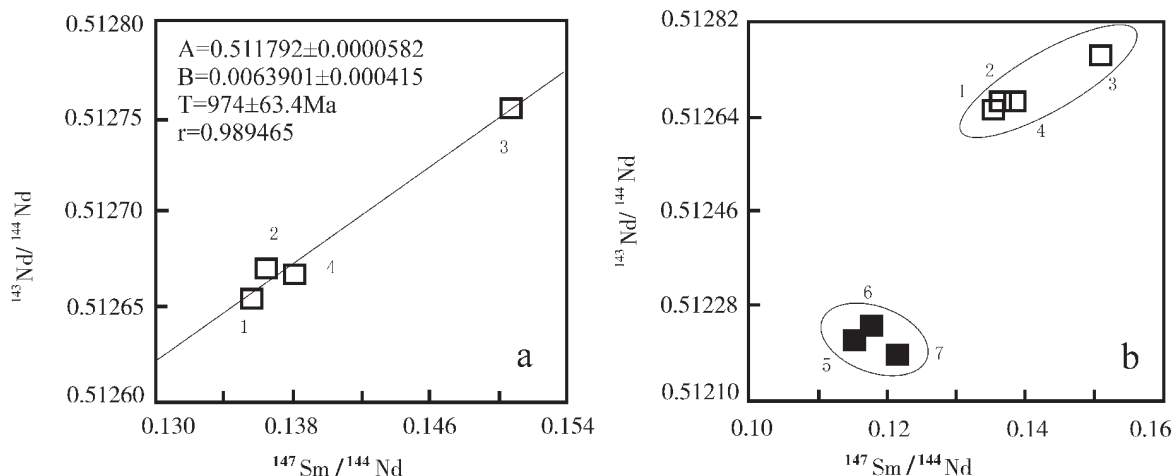 0.51280
A=0.511792±0.0000582
B=0.0063901±0.000415
T=974±63.4Ma
r=0.989465
0.51275
3
0.51270
2
4
0.51265
1
a
0.51260
0.130
0.138
0.146
0.154
¹⁴³Nd/¹⁴⁴Nd
¹⁴⁷Sm/¹⁴⁴Nd
0.51282
2
1
3
0.51264
4
0.51246
0.51228
6
5
7
b
0.51210
0.10
0.12
0.14
0.16
¹⁴³Nd/¹⁴⁴Nd
¹⁴⁷Sm/¹⁴⁴Nd